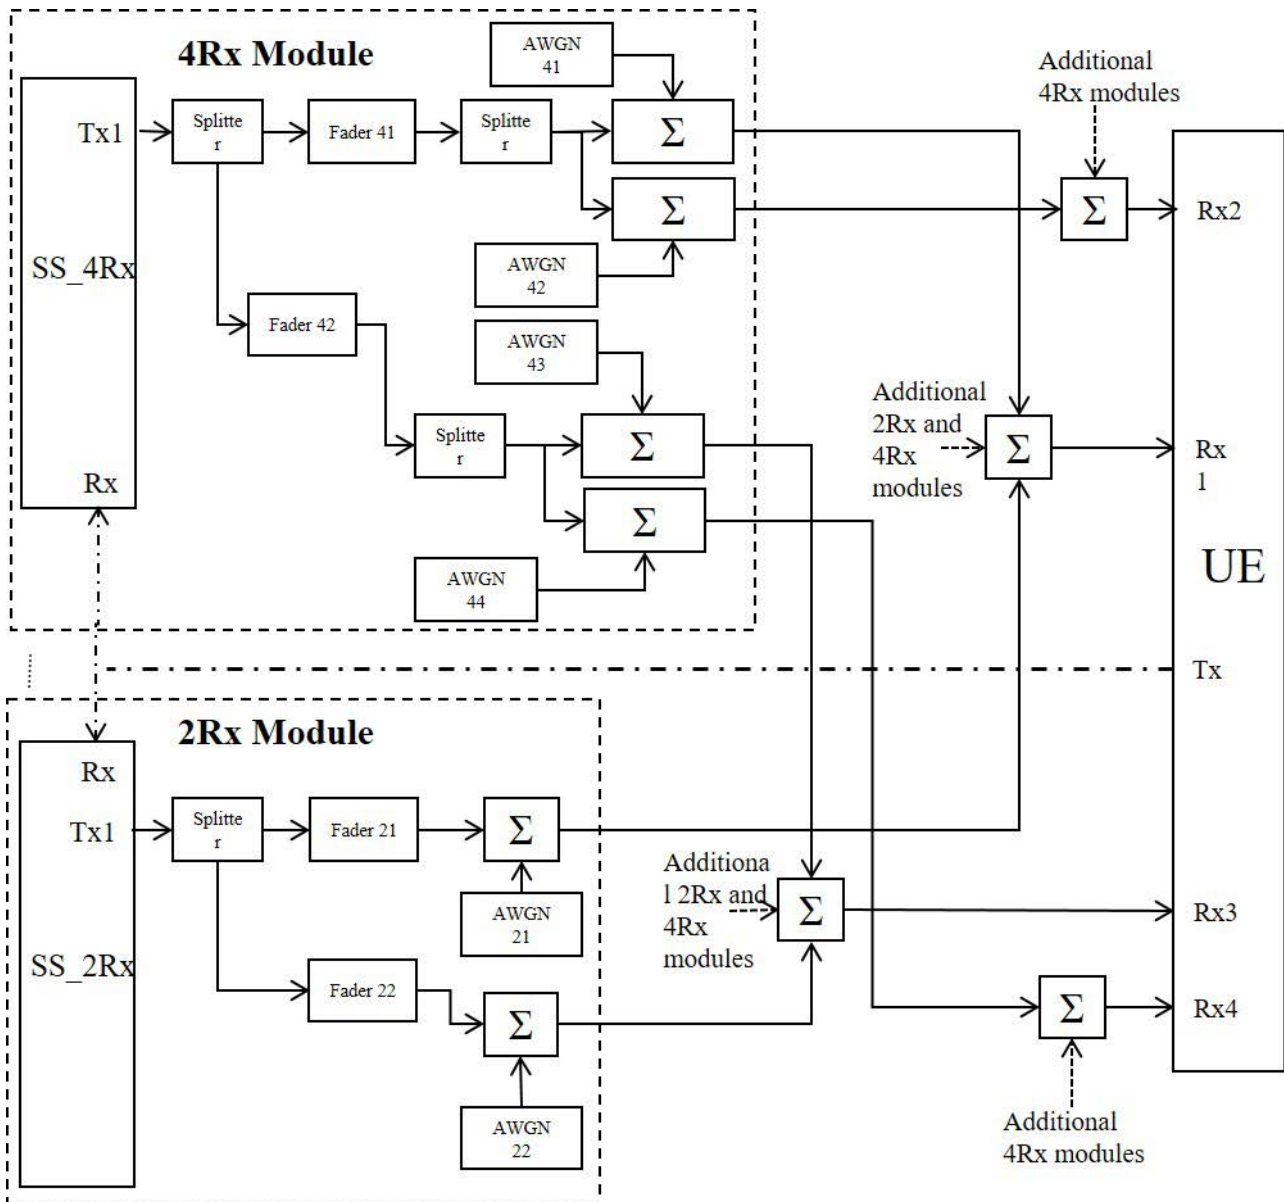 4Rx Module
AWGN
41
Additional
4Rx modules
Tx1
Splitte
r
Fader 41
Splitte
r
Σ
Σ
Σ
Rx2
SS_4Rx
AWGN
42
Fader 42
AWGN
43
Additional
2Rx and
4Rx
modules
Splitte
r
Σ
Σ
Rx
1
Rx
Σ
UE
AWGN
44
Tx
2Rx Module
Rx
Tx1
Splitte
r
Fader 21
Σ
Additiona
l 2Rx and
4Rx
modules
AWGN
21
Σ
Rx3
SS_2Rx
Fader 22
Σ
Σ
Rx4
AWGN
22
Additional
4Rx modules